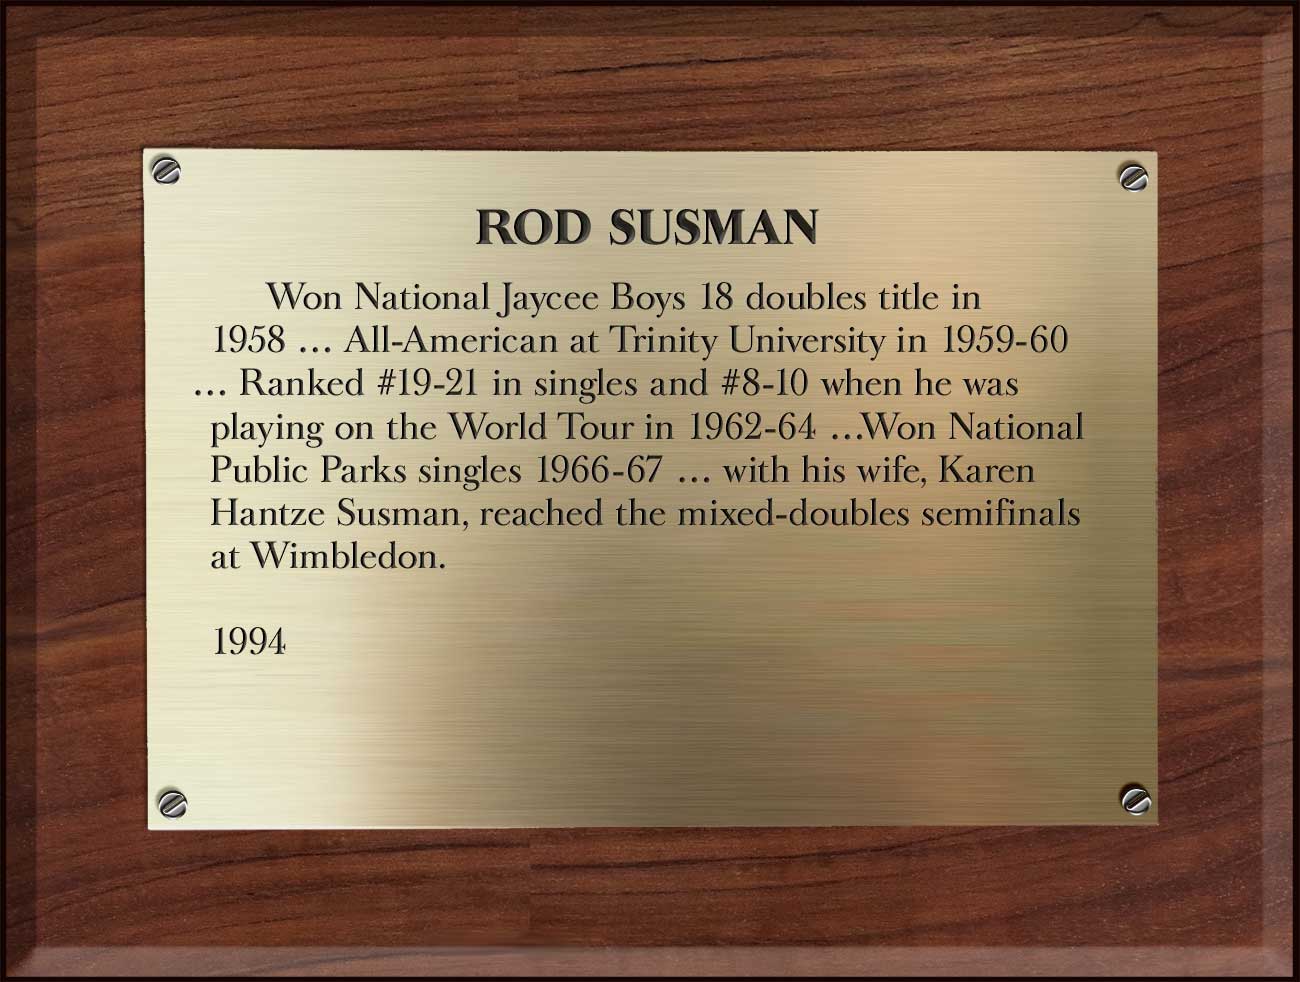 ROD SUSMAN
Won National Jaycee Boys 18 doubles title in
1958 … All-American at Trinity University in 1959-60
… Ranked #19-21 in singles and #8-10 when he was
playing on the World Tour in 1962-64 …Won National
Public Parks singles 1966-67 … with his wife, Karen
Hantze Susman, reached the mixed-doubles semifinals
at Wimbledon.
1994